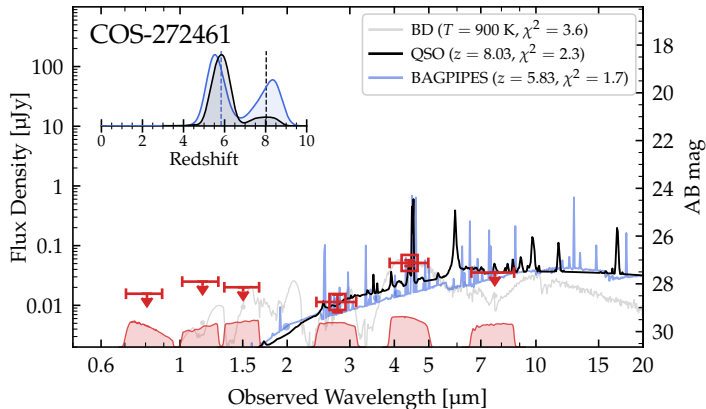 COS-272461
BD (T = 900 K, χ² = 3.6)
QSO (z = 8.03, χ² = 2.3)
BAGPIPES (z = 5.83, χ² = 1.7)
100
10
1
0.1
0.01
Flux Density [μJy]
0 2 4 6 8 10
Redshift
18
20
22
24
26
28
30
AB mag
0.6 1 1.5 2 3 4 5 7 10 15 20
Observed Wavelength [μm]